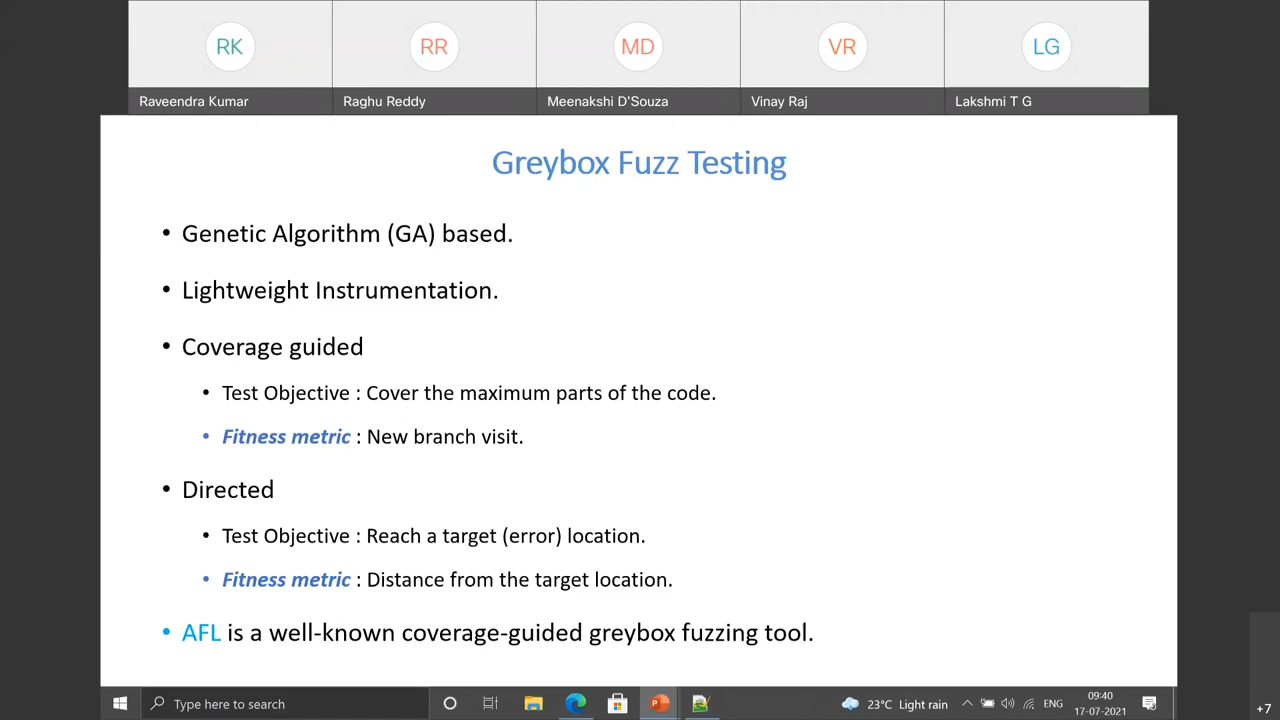 RK
RR
MD
VR
LG
Raveendra Kumar
Raghu Reddy
Meenakshi D'Souza
Vinay Raj
Lakshmi T G
Greybox Fuzz Testing
• Genetic Algorithm (GA) based.
• Lightweight Instrumentation.
• Coverage guided
• Test Objective : Cover the maximum parts of the code.
• Fitness metric : New branch visit.
• Directed
• Test Objective : Reach a target (error) location.
• Fitness metric : Distance from the target location.
• AFL is a well-known coverage-guided greybox fuzzing tool.
Type here to search
23°C Light rain
ENG
09:40
17-07-2021
+7